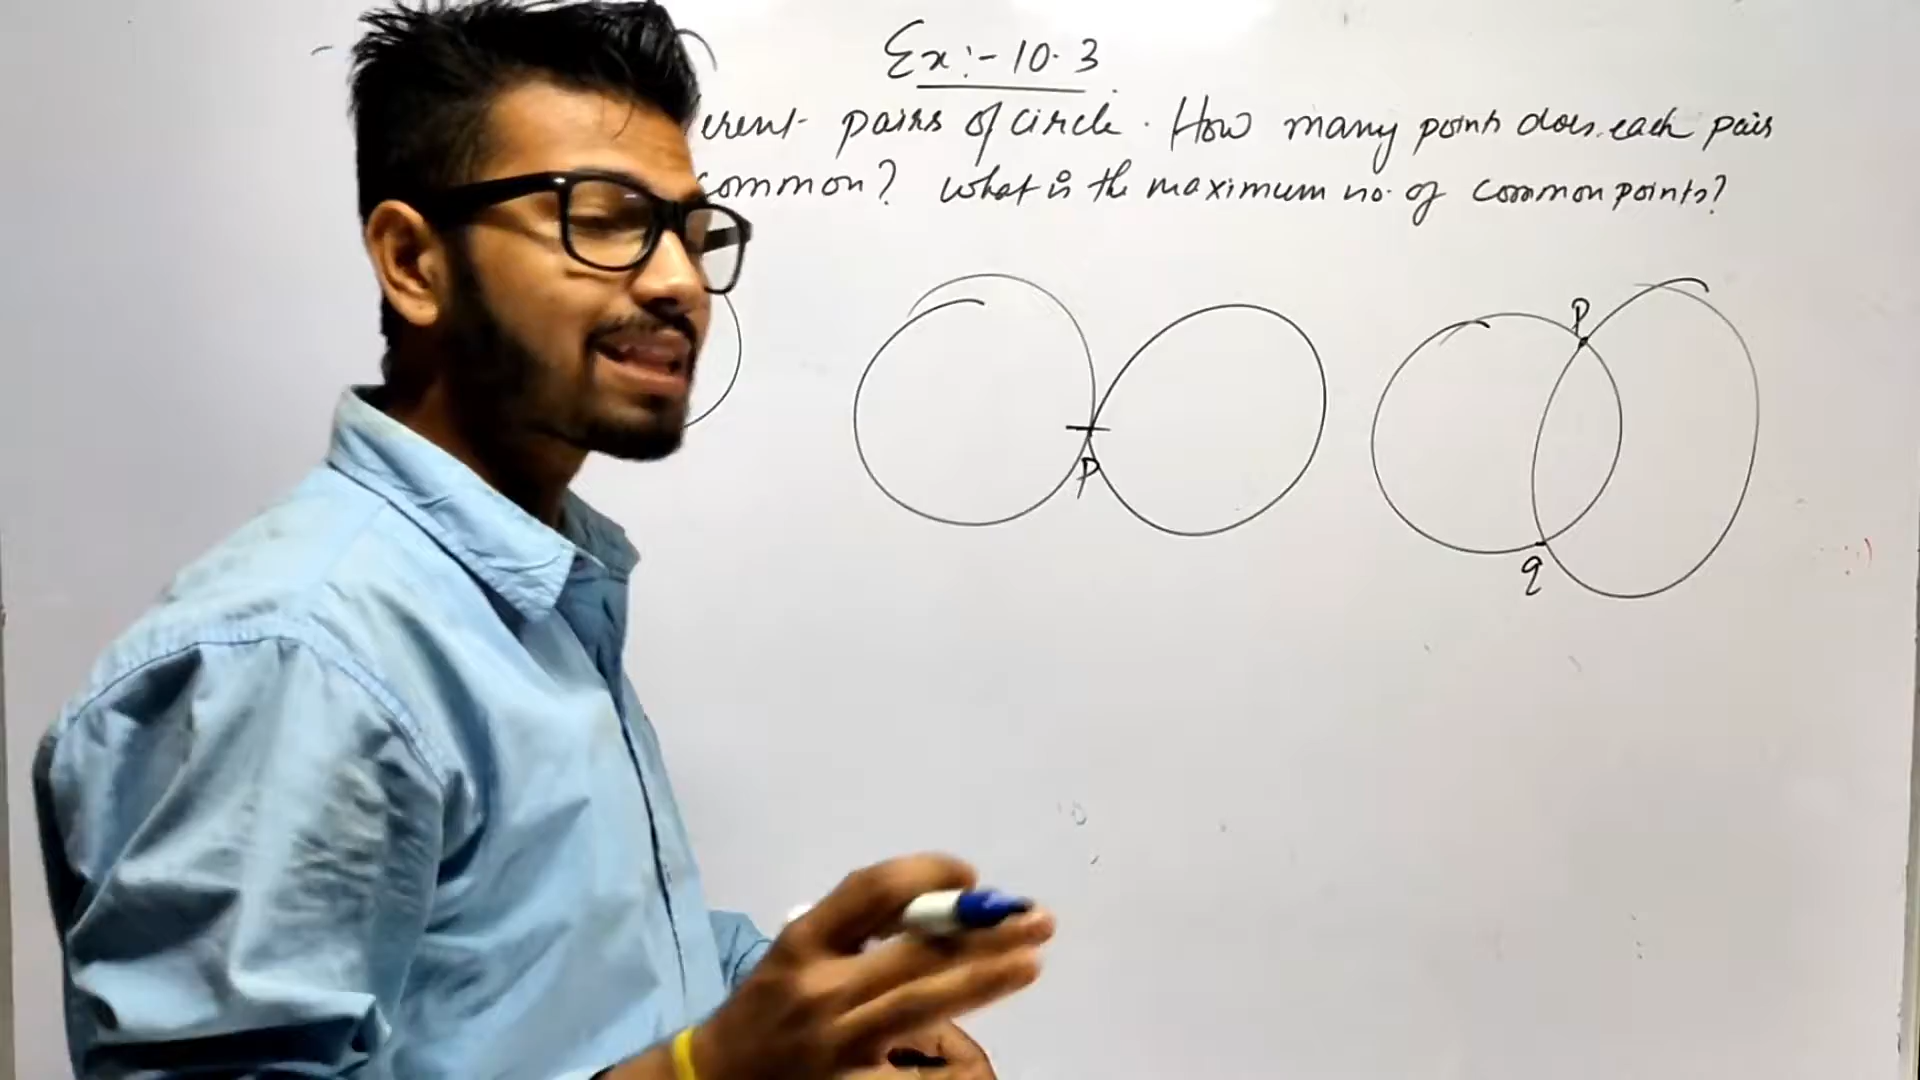 Ex:- 10.3
erent pairs of circle. How many points does each pair
common? what is the maximum no. of common points?
P
P
q